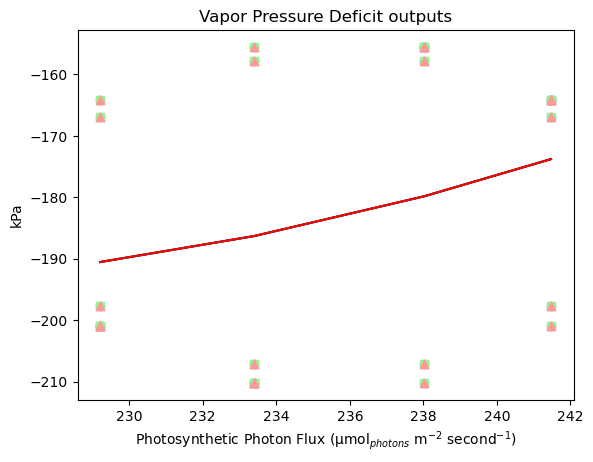 Vapor Pressure Deficit outputs
kPa
−160
−170
−180
−190
−200
−210
230 232 234 236 238 240 242
Photosynthetic Photon Flux (μmol_photons m⁻² second⁻¹)